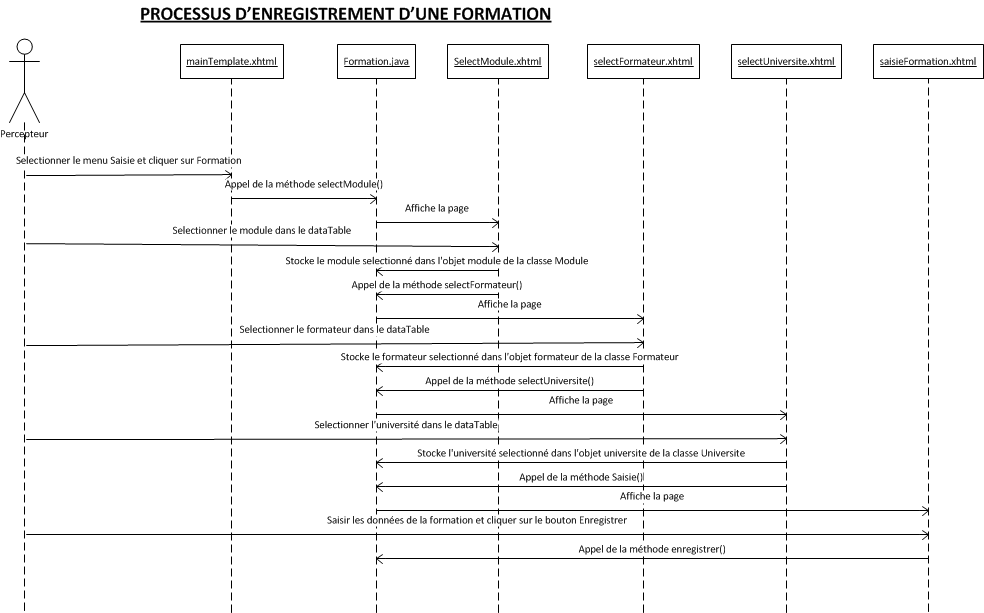 PROCESSUS D'ENREGISTREMENT D'UNE FORMATION
mainTemplate.xhtml
Formation.java
SelectModule.xhtml
selectFormateur.xhtml
selectUniversite.xhtml
saisieFormation.xhtml
Percepteur
Selectionner le menu Saisie et cliquer sur Formation
Appel de la méthode selectModule()
Affiche la page
Selectionner le module dans le dataTable
Stocke le module selectionné dans l'objet module de la classe Module
Appel de la méthode selectFormateur()
Affiche la page
Selectionner le formateur dans le dataTable
Stocke le formateur selectionné dans l'objet formateur de la classe Formateur
Appel de la méthode selectUniversite()
Affiche la page
Selectionner l'université dans le dataTable
Stocke l'université selectionné dans l'objet universite de la classe Universite
Appel de la méthode Saisie()
Affiche la page
Saisir les données de la formation et cliquer sur le bouton Enregistrer
Appel de la méthode enregistrer()